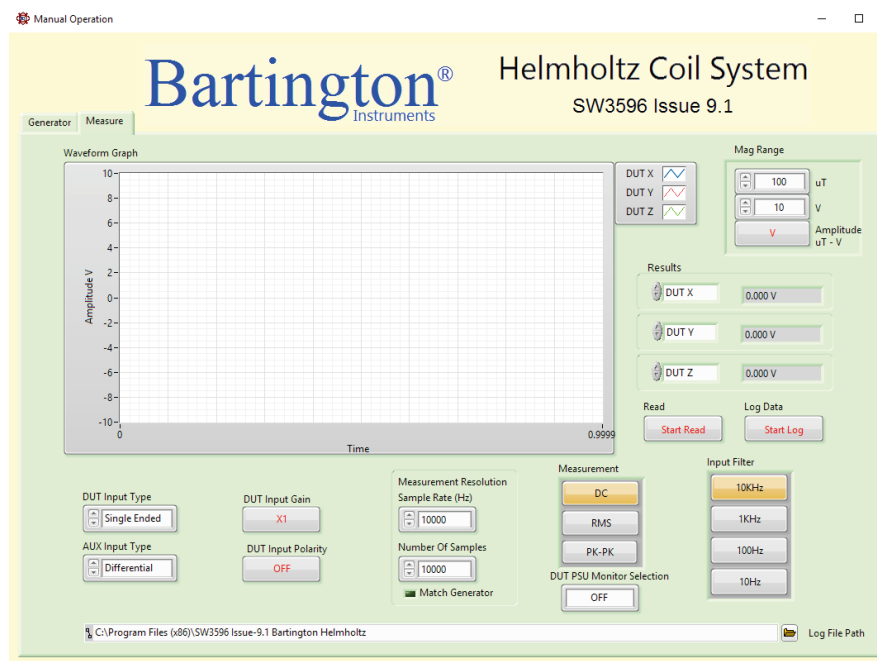 Manual Operation
Bartington®
Instruments
Helmholtz Coil System
SW3596 Issue 9.1
Generator
Measure
Waveform Graph
10
8
6
4
2
0
-2
-4
-6
-8
-10
Amplitude V
0
0.9999
Time
DUT X
DUT Y
DUT Z
Mag Range
100 uT
10 V
V
Amplitude
uT - V
Results
DUT X 0.000 V
DUT Y 0.000 V
DUT Z 0.000 V
Read
Start Read
Log Data
Start Log
DUT Input Type
Single Ended
AUX Input Type
Differential
DUT Input Gain
X1
DUT Input Polarity
OFF
Measurement Resolution
Sample Rate (Hz)
10000
Number Of Samples
10000
Match Generator
Measurement
DC
RMS
PK-PK
DUT PSU Monitor Selection
OFF
Input Filter
10KHz
1KHz
100Hz
10Hz
C:\Program Files (x86)\SW3596 Issue-9.1 Bartington Helmholtz
Log File Path